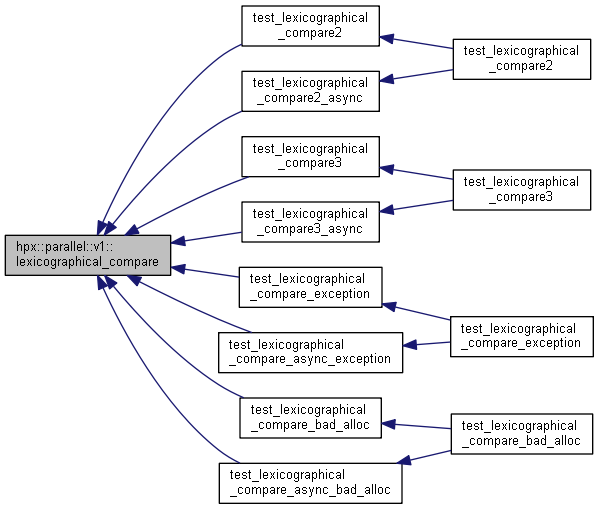 hpx::parallel::v1::
lexicographical_compare
test_lexicographical
_compare2
test_lexicographical
_compare2_async
test_lexicographical
_compare3
test_lexicographical
_compare3_async
test_lexicographical
_compare_exception
test_lexicographical
_compare_async_exception
test_lexicographical
_compare_bad_alloc
test_lexicographical
_compare_async_bad_alloc
test_lexicographical
_compare2
test_lexicographical
_compare3
test_lexicographical
_compare_exception
test_lexicographical
_compare_bad_alloc